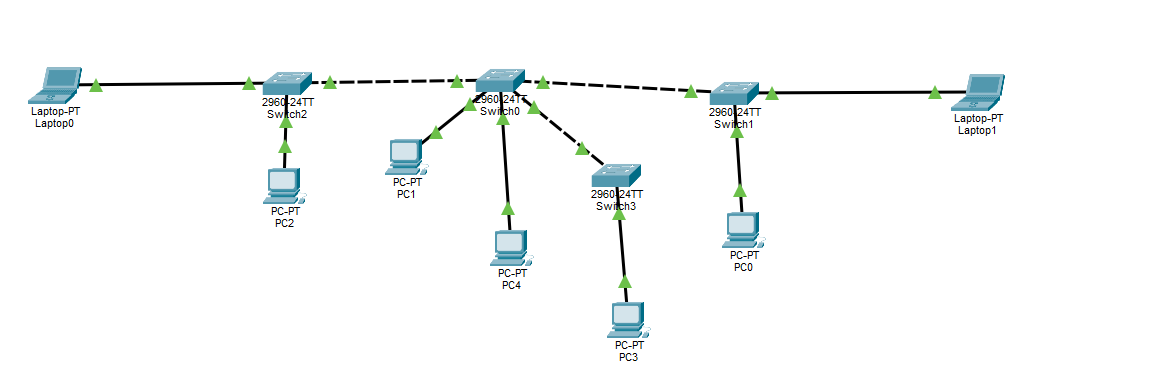 Laptop-PT
Laptop0
2960-24TT
Switch2
PC-PT
PC2
2960-24TT
Switch0
PC-PT
PC1
PC-PT
PC4
2960-24TT
Switch3
PC-PT
PC3
2960-24TT
Switch1
PC-PT
PC0
Laptop-PT
Laptop1